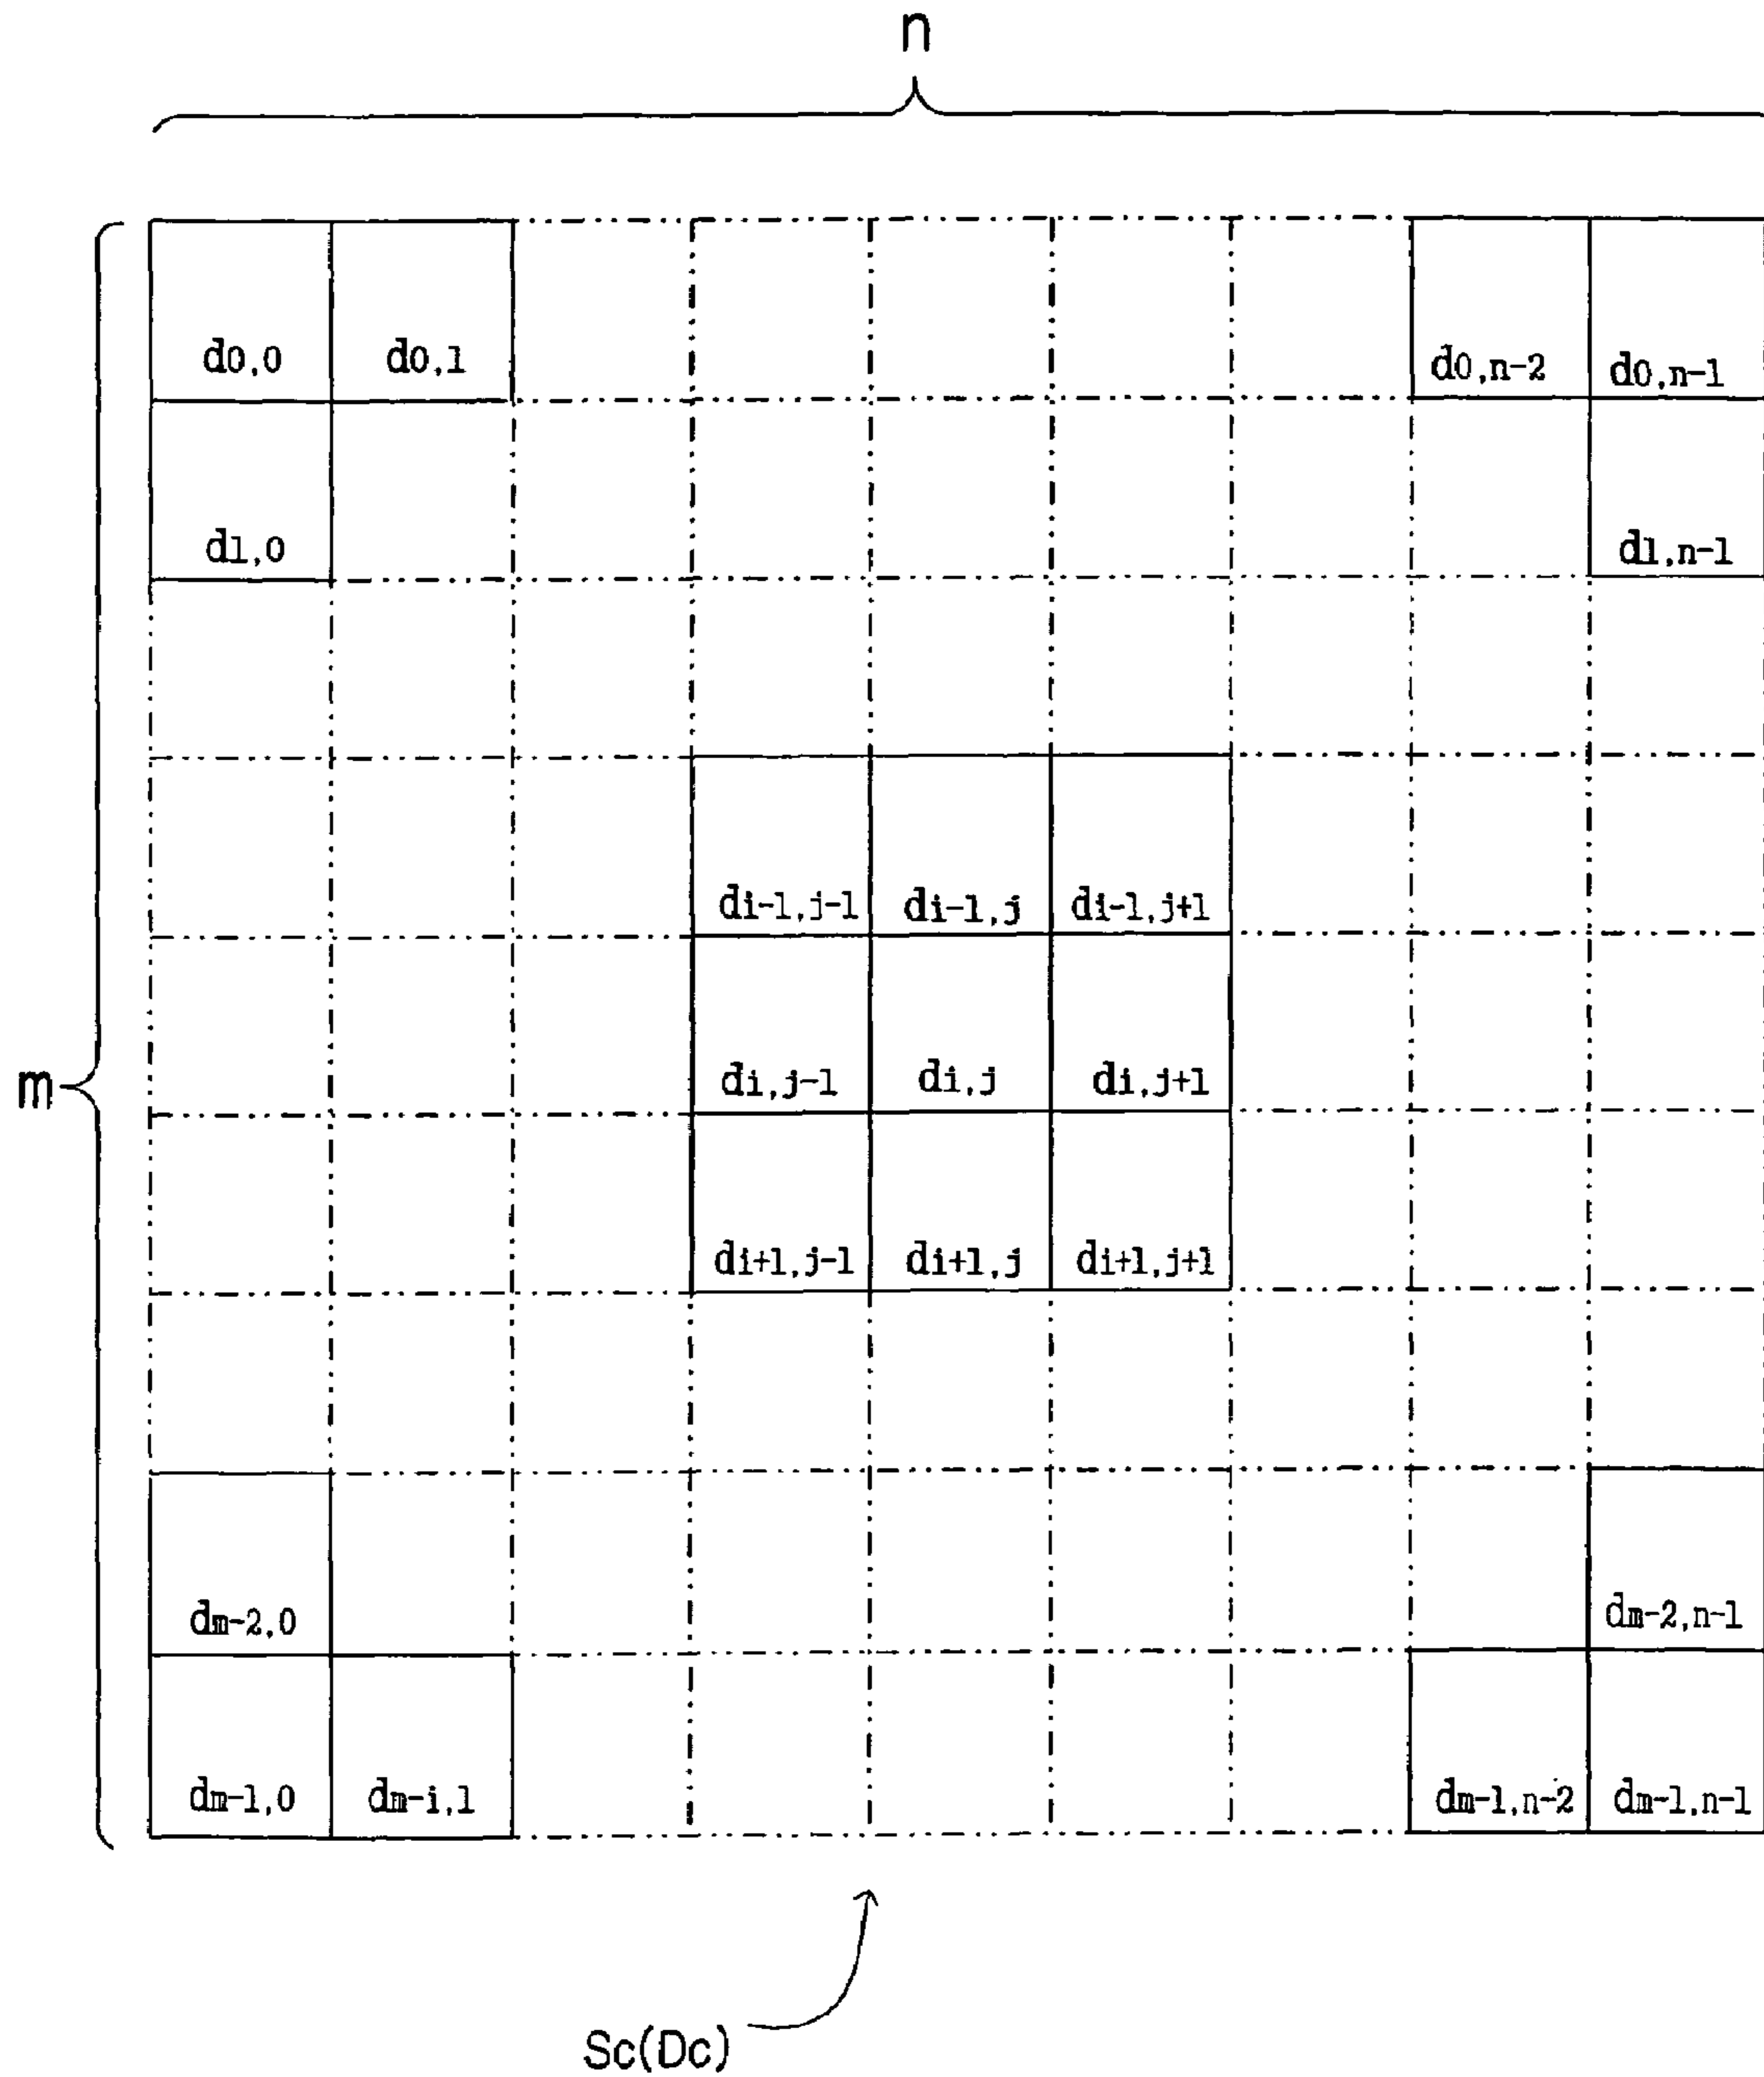 n
d0,0 d0,1 d0,n-2 d0,n-1
d1,0 d1,n-1
di-1,j-1 di-1,j di-1,j+1
m
di,j-1 di,j di,j+1
di+1,j-1 di+1,j di+1,j+1
dm-2,0 dm-2,n-1
dm-1,0 dm-i,1 dm-1,n-2 dm-1,n-1
Sc(Dc)